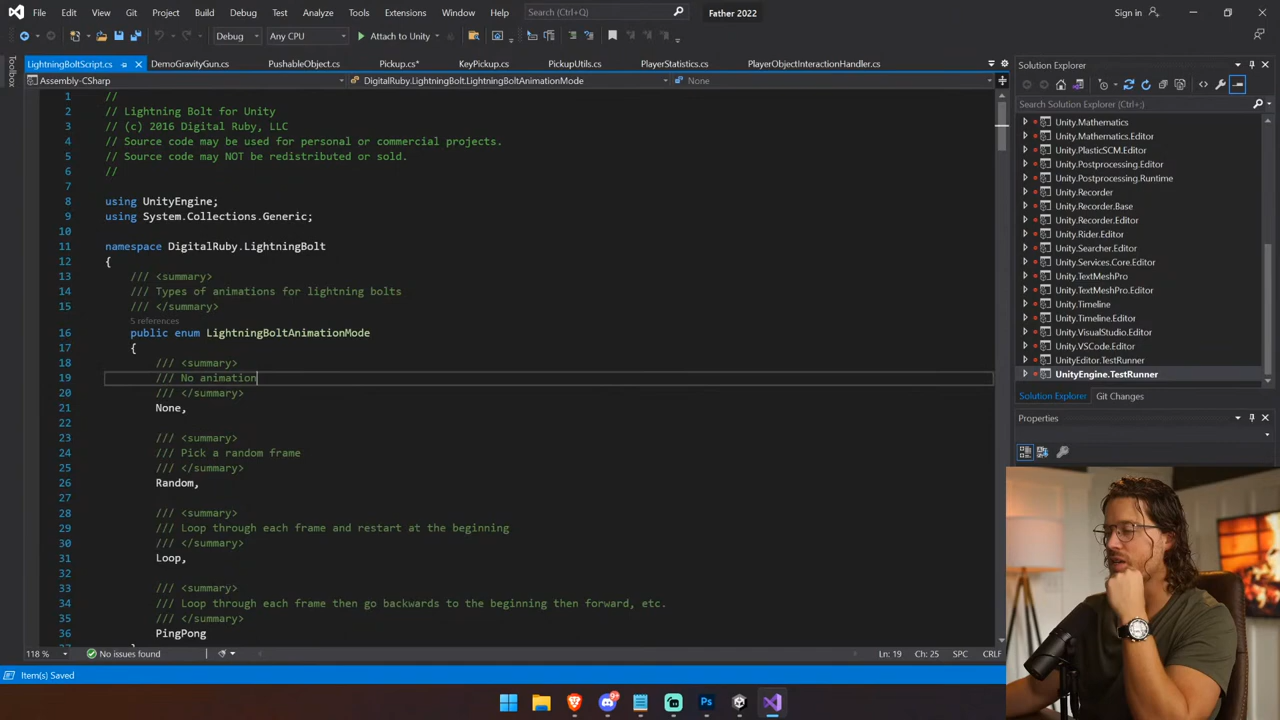 File Edit View Git Project Build Debug Test Analyze Tools Extensions Window Help Search (Ctrl+;) Father 2022 Sign in
Debug Any CPU Attach to Unity
LightningBoltScript.cs DemoGravityGun.cs PushableObject.cs Pickup.cs* KeyPickup.cs PickupUtils.cs PlayerStatistics.cs PlayerObjectInteractionHandler.cs
Toolbox
Assembly-CSharp DigitalRuby.LightningBolt.LightningBoltAnimationMode None
1 //
2 // Lightning Bolt for Unity
3 // (c) 2016 Digital Ruby, LLC
4 // Source code may be used for personal or commercial projects.
5 // Source code may NOT be redistributed or sold.
6 //
7
8 using UnityEngine;
9 using System.Collections.Generic;
10
11 namespace DigitalRuby.LightningBolt
12 {
13 /// <summary>
14 /// Types of animations for lightning bolts
15 /// </summary>
5 references
16 public enum LightningBoltAnimationMode
17 {
18 /// <summary>
19 /// No animation
20 /// </summary>
21 None,
22
23 /// <summary>
24 /// Pick a random frame
25 /// </summary>
26 Random,
27
28 /// <summary>
29 /// Loop through each frame and restart at the beginning
30 /// </summary>
31 Loop,
32
33 /// <summary>
34 /// Loop through each frame then go backwards to the beginning then forward, etc.
35 /// </summary>
36 PingPong
118 % No issues found Ln: 19 Ch: 25 SPC CRLF
Item(s) Saved
Solution Explorer
Search Solution Explorer (Ctrl+;)
Unity.Mathematics
Unity.Mathematics.Editor
Unity.PlasticSCM.Editor
Unity.Postprocessing.Editor
Unity.Postprocessing.Runtime
Unity.Recorder
Unity.Recorder.Base
Unity.Recorder.Editor
Unity.Rider.Editor
Unity.Searcher.Editor
Unity.Services.Core.Editor
Unity.TextMeshPro
Unity.TextMeshPro.Editor
Unity.Timeline
Unity.Timeline.Editor
Unity.VisualStudio.Editor
Unity.VSCode.Editor
UnityEditor.TestRunner
UnityEngine.TestRunner
Solution Explorer Git Changes
Properties